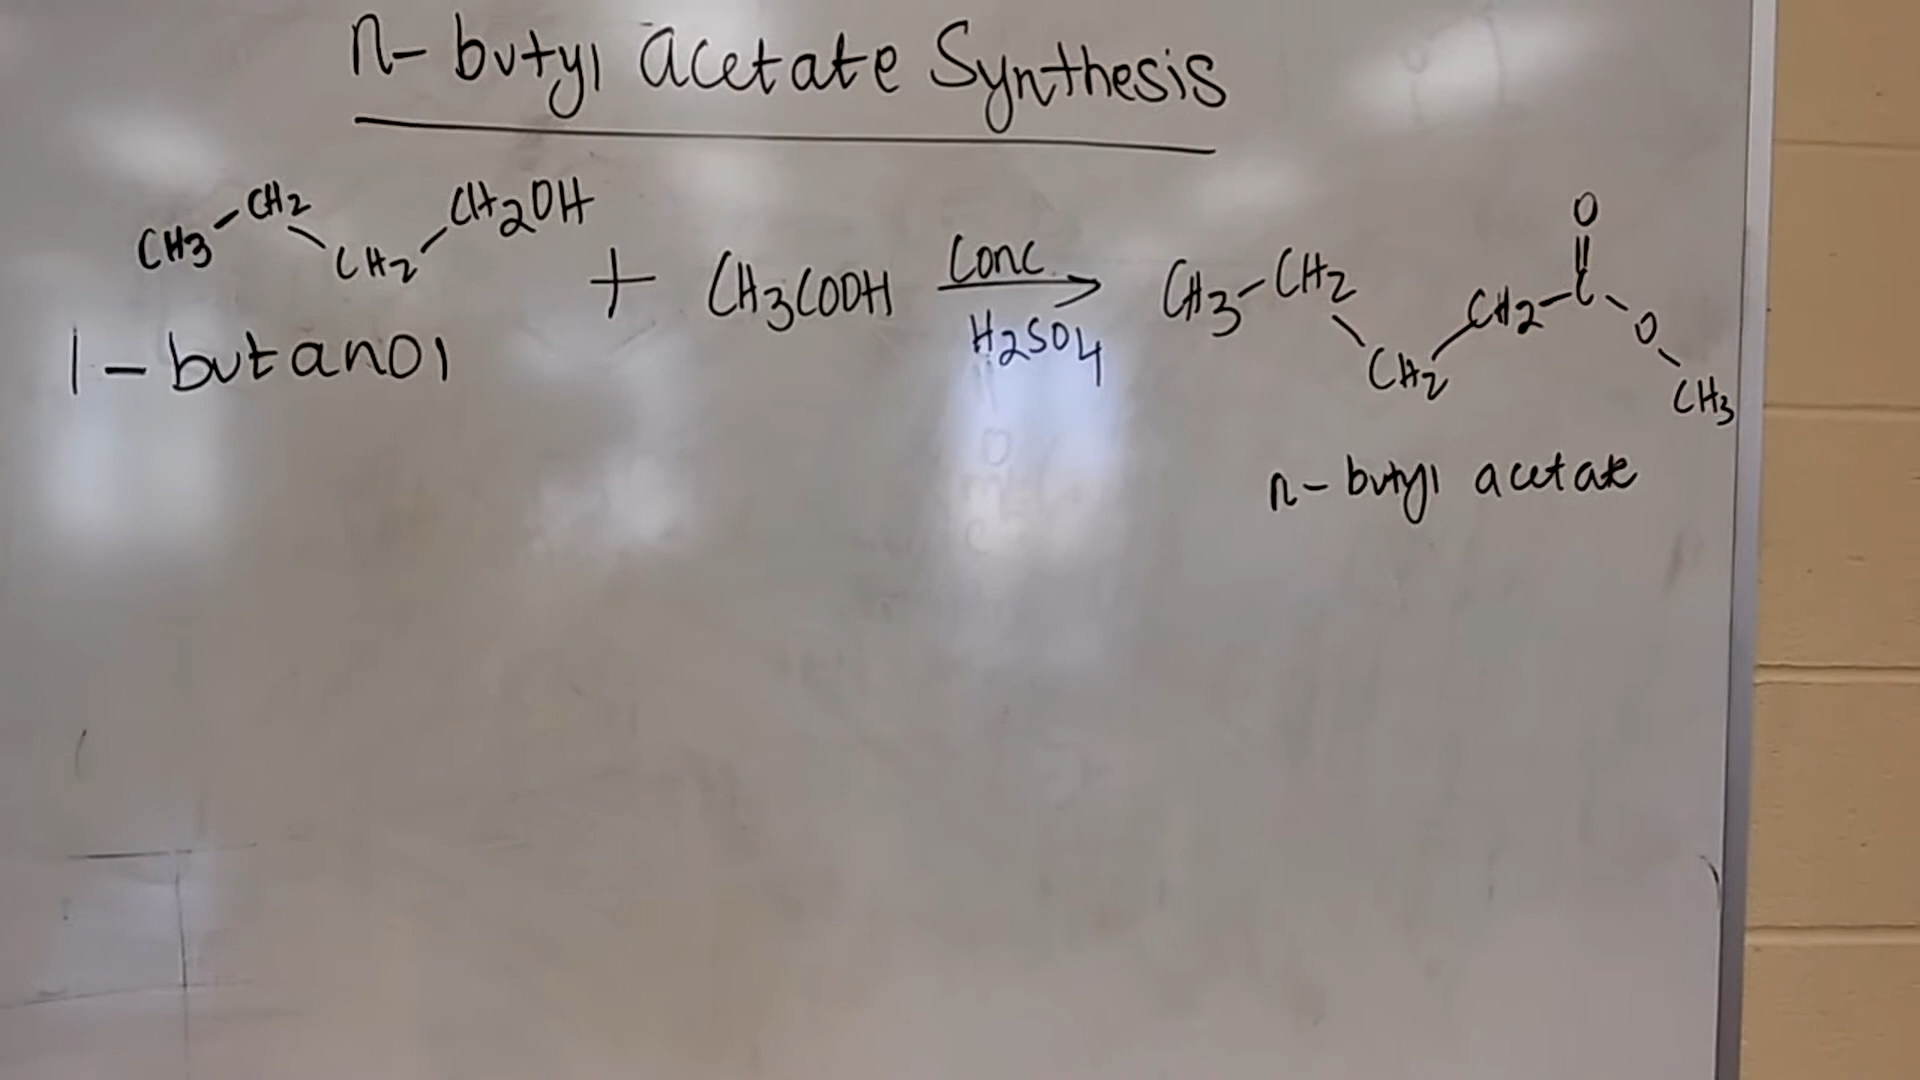 n- butyl acetate Synthesis
CH3 CH2 CH2 CH2OH + CH3COOH Conc. H2SO4 CH3 CH2 CH2 CH2 C O O CH3
1- butanol
n- butyl acetate